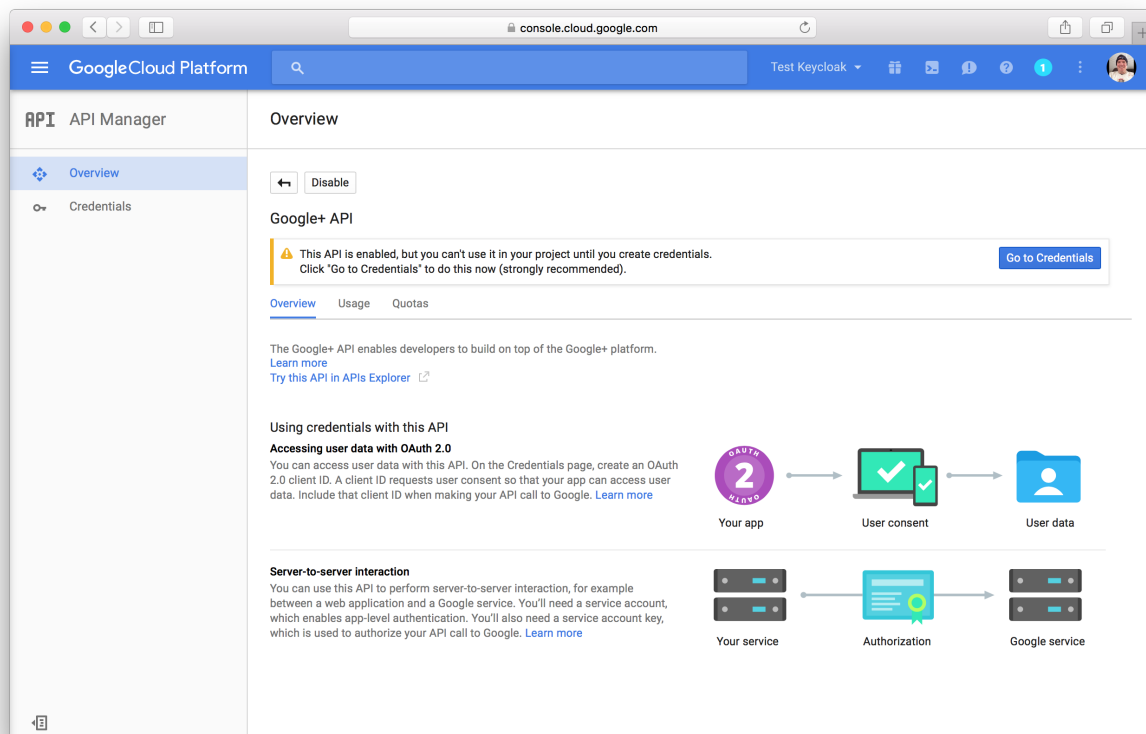 console.cloud.google.com
Google Cloud Platform
Test Keycloak
1
API API Manager
Overview
Overview
Credentials
Disable
Google+ API
This API is enabled, but you can't use it in your project until you create credentials.
Click "Go to Credentials" to do this now (strongly recommended).
Go to Credentials
Overview Usage Quotas
The Google+ API enables developers to build on top of the Google+ platform.
Learn more
Try this API in APIs Explorer
Using credentials with this API
Accessing user data with OAuth 2.0
You can access user data with this API. On the Credentials page, create an OAuth
2.0 client ID. A client ID requests user consent so that your app can access user
data. Include that client ID when making your API call to Google. Learn more
OAUTH
2
OAUTH
Your app
User consent
User data
Server-to-server interaction
You can use this API to perform server-to-server interaction, for example
between a web application and a Google service. You'll need a service account,
which enables app-level authentication. You'll also need a service account key,
which is used to authorize your API call to Google. Learn more
Your service
Authorization
Google service